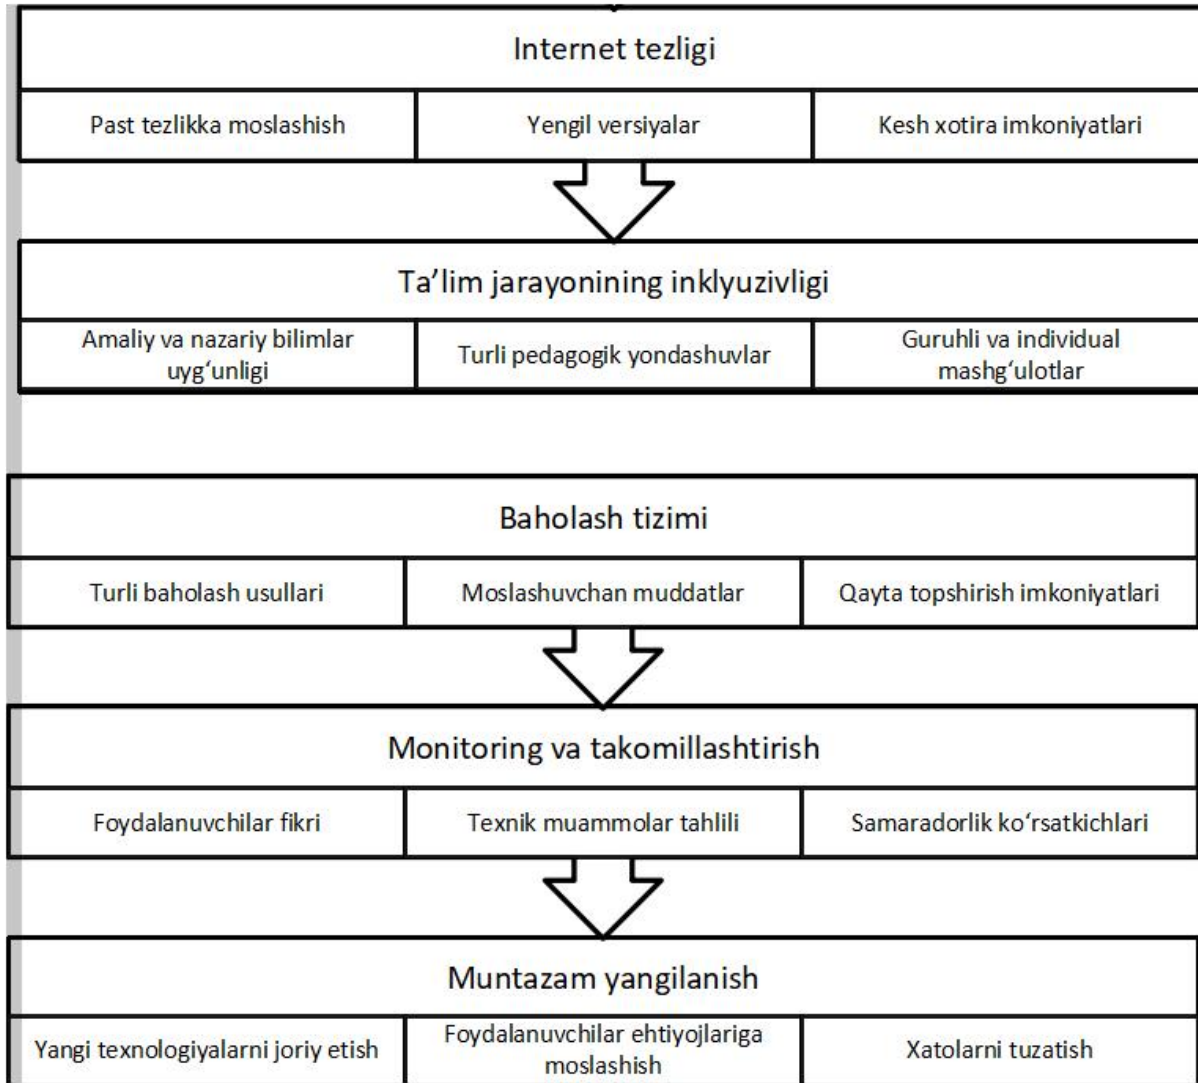 Internet tezligi
Past tezlikka moslashish
Yengil versiyalar
Kesh xotira imkoniyatlari
Ta’lim jarayonining inklyuzivligi
Amaliy va nazariy bilimlar
uyg‘unligi
Turli pedagogik yondashuvlar
Guruhli va individual
mashg‘ulotlar
Baholash tizimi
Turli baholash usullari
Moslashuvchan muddatlar
Qayta topshirish imkoniyatlari
Monitoring va takomillashtirish
Foydalanuvchilar fikri
Texnik muammolar tahlili
Samaradorlik ko‘rsatkichlari
Muntazam yangilanish
Yangi texnologiyalarni joriy etish
Foydalanuvchilar ehtiyojlariga
moslashish
Xatolarni tuzatish